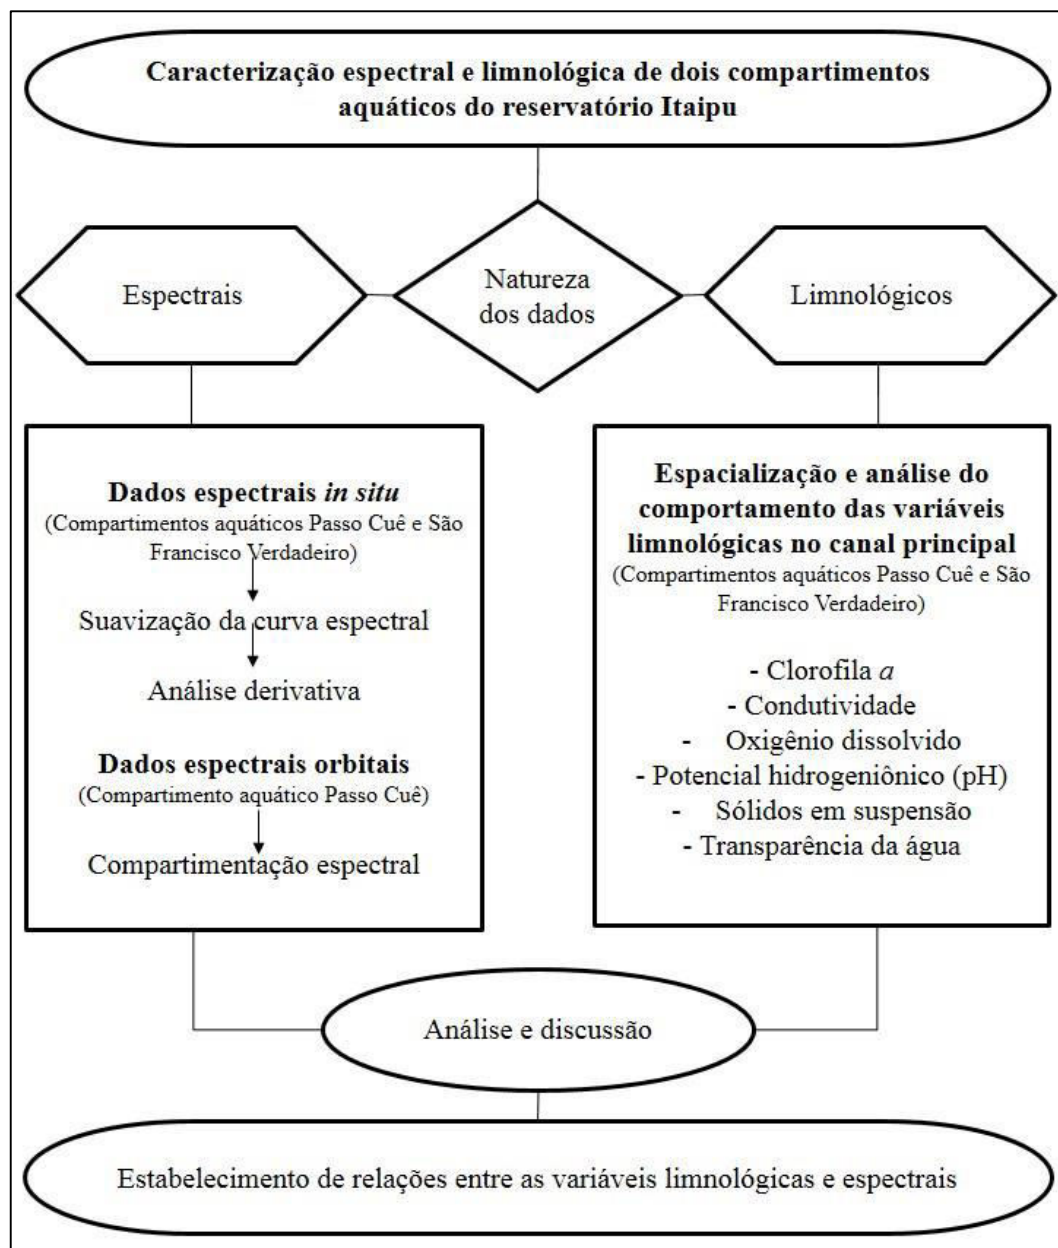 Caracterização espectral e limnológica de dois compartimentos
aquáticos do reservatório Itaipu
Natureza
dos dados
Espectrais
Limnológicos
Dados espectrais in situ
(Compartimentos aquáticos Passo Cuê e São
Francisco Verdadeiro)
Suavização da curva espectral
Análise derivativa
Dados espectrais orbitais
(Compartimento aquático Passo Cuê)
Compartimentação espectral
Espacialização e análise do
comportamento das variáveis
limnológicas no canal principal
(Compartimentos aquáticos Passo Cuê e São
Francisco Verdadeiro)
- Clorofila a
- Condutividade
- Oxigênio dissolvido
- Potencial hidrogeniônico (pH)
- Sólidos em suspensão
- Transparência da água
Análise e discussão
Estabelecimento de relações entre as variáveis limnológicas e espectrais